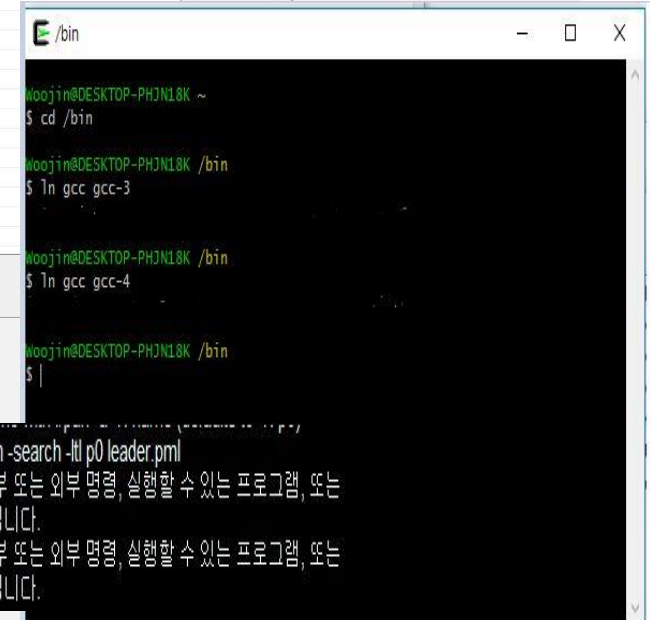 /bin
Woojin@DESKTOP-PHJN18K ~
$ cd /bin
Woojin@DESKTOP-PHJN18K /bin
$ ln gcc gcc-3
Woojin@DESKTOP-PHJN18K /bin
$ ln gcc gcc-4
Woojin@DESKTOP-PHJN18K /bin
$
-search -ltl p0 leader.pml
또는 외부 명령, 실행할 수 있는 프로그램, 또는
니다.
또는 외부 명령, 실행할 수 있는 프로그램, 또는
니다.